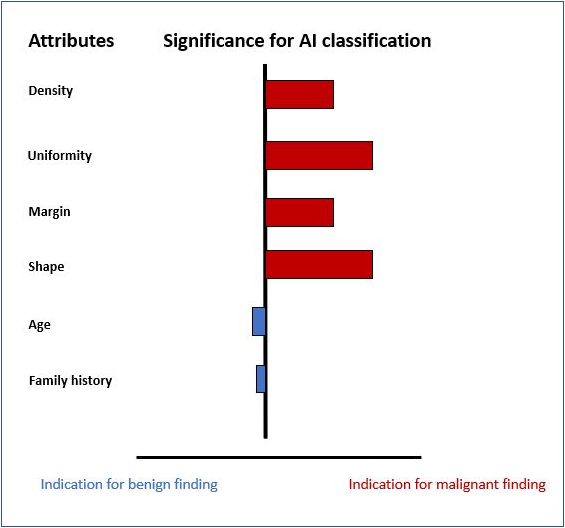 Attributes
Significance for AI classification
Density
Uniformity
Margin
Shape
Age
Family history
Indication for benign finding
Indication for malignant finding